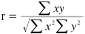 r = ∑ xy / √∑ x² ∑ y²